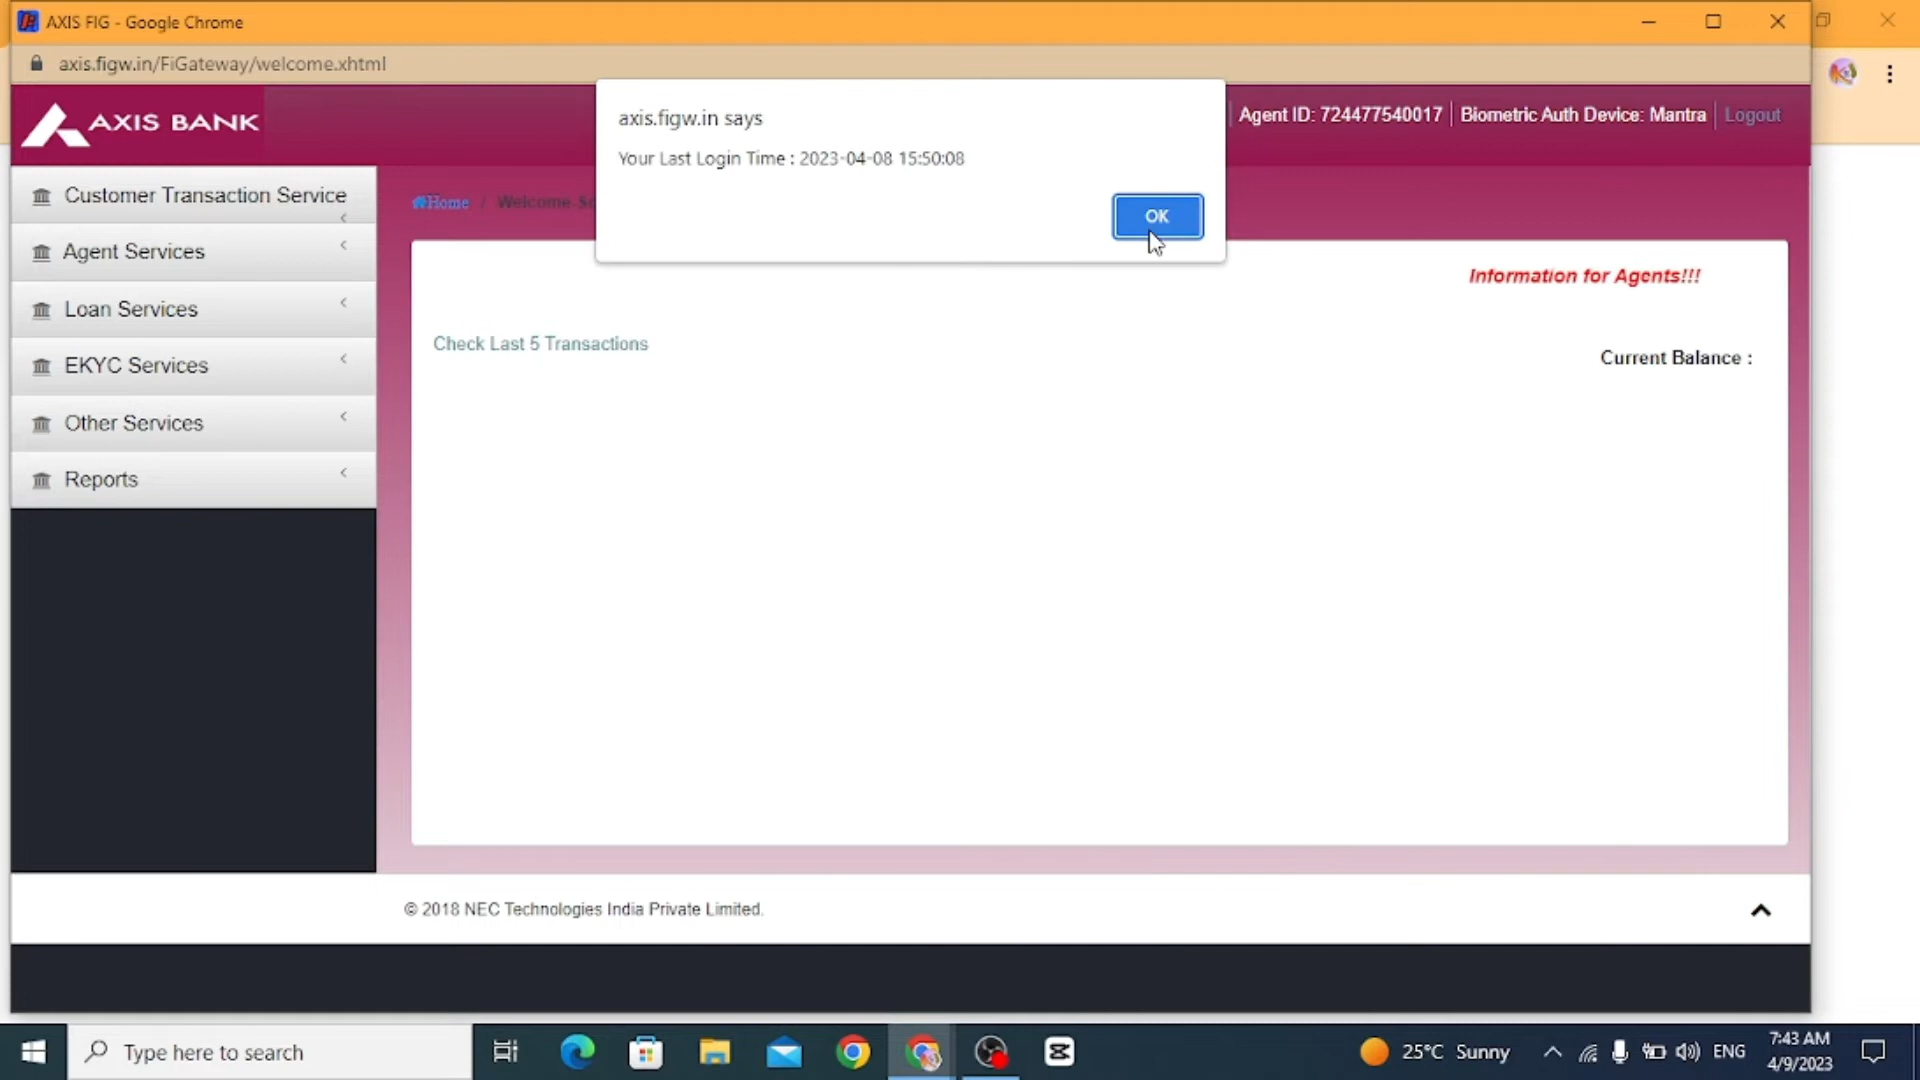 AXIS FIG - Google Chrome
axis.figw.in/FiGateway/welcome.xhtml
AXIS BANK
axis.figw.in says
Your Last Login Time : 2023-04-08 15:50:08
OK
Agent ID: 724477540017
Biometric Auth Device: Mantra
Logout
Customer Transaction Service
Agent Services
Loan Services
EKYC Services
Other Services
Reports
Home / Welcome
Information for Agents!!!
Check Last 5 Transactions
Current Balance :
© 2018 NEC Technologies India Private Limited.
Type here to search
25°C Sunny
ENG
7:43 AM
4/9/2023